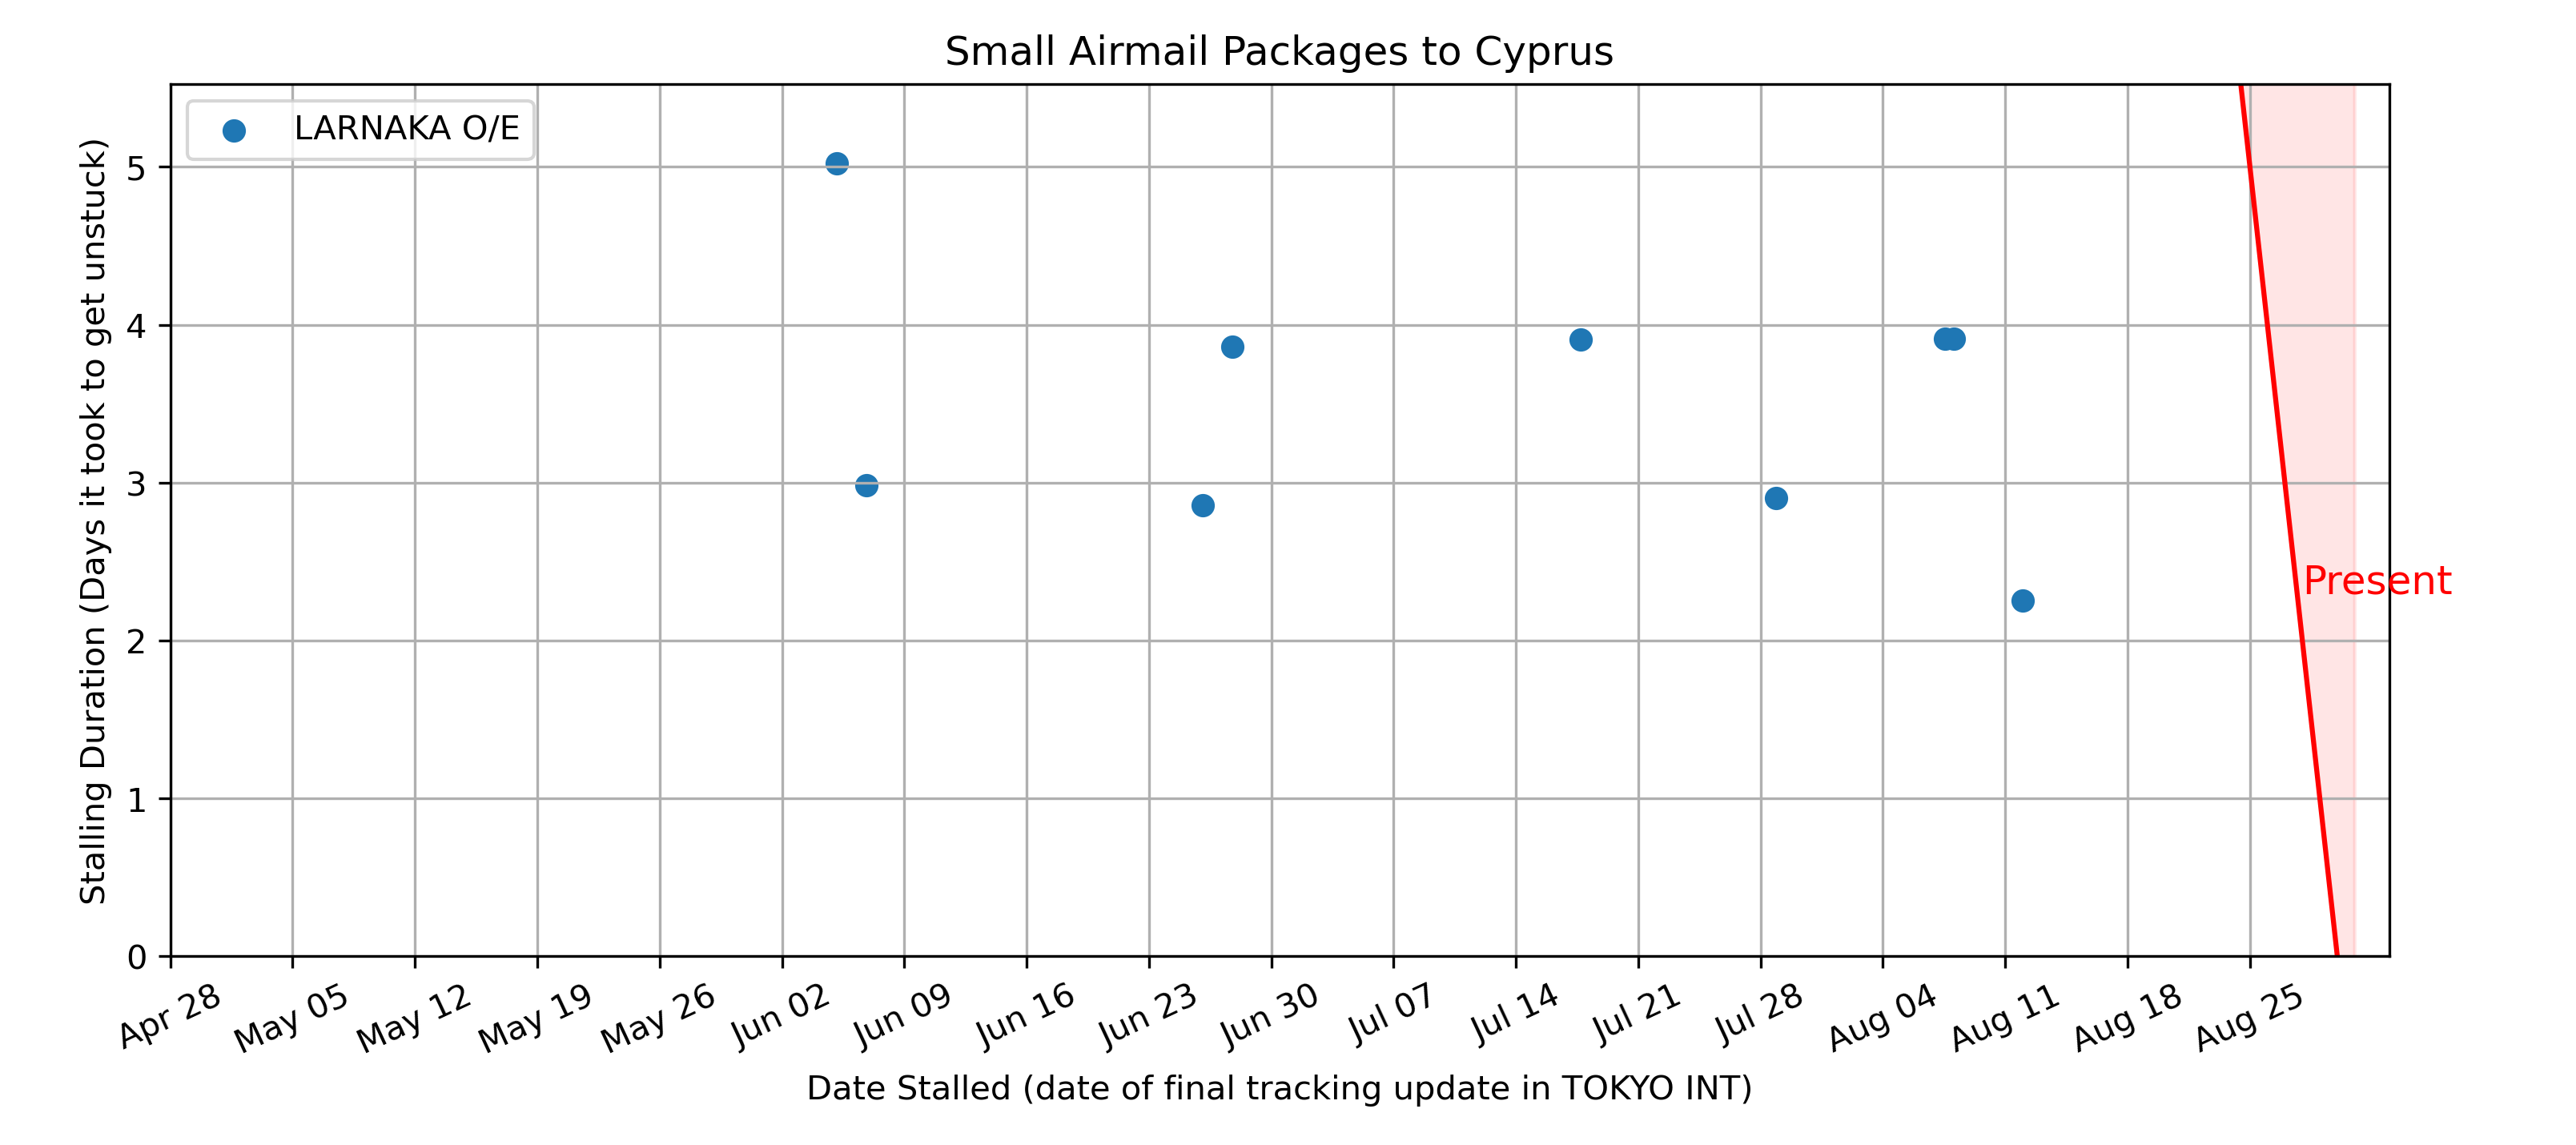 Small Airmail Packages to Cyprus
LARNAKA O/E
Stalling Duration (Days it took to get unstuck)
5
4
3
2
1
0
Present
Apr 28
May 05
May 12
May 19
May 26
Jun 02
Jun 09
Jun 16
Jun 23
Jun 30
Jul 07
Jul 14
Jul 21
Jul 28
Aug 04
Aug 11
Aug 18
Aug 25
Date Stalled (date of final tracking update in TOKYO INT)